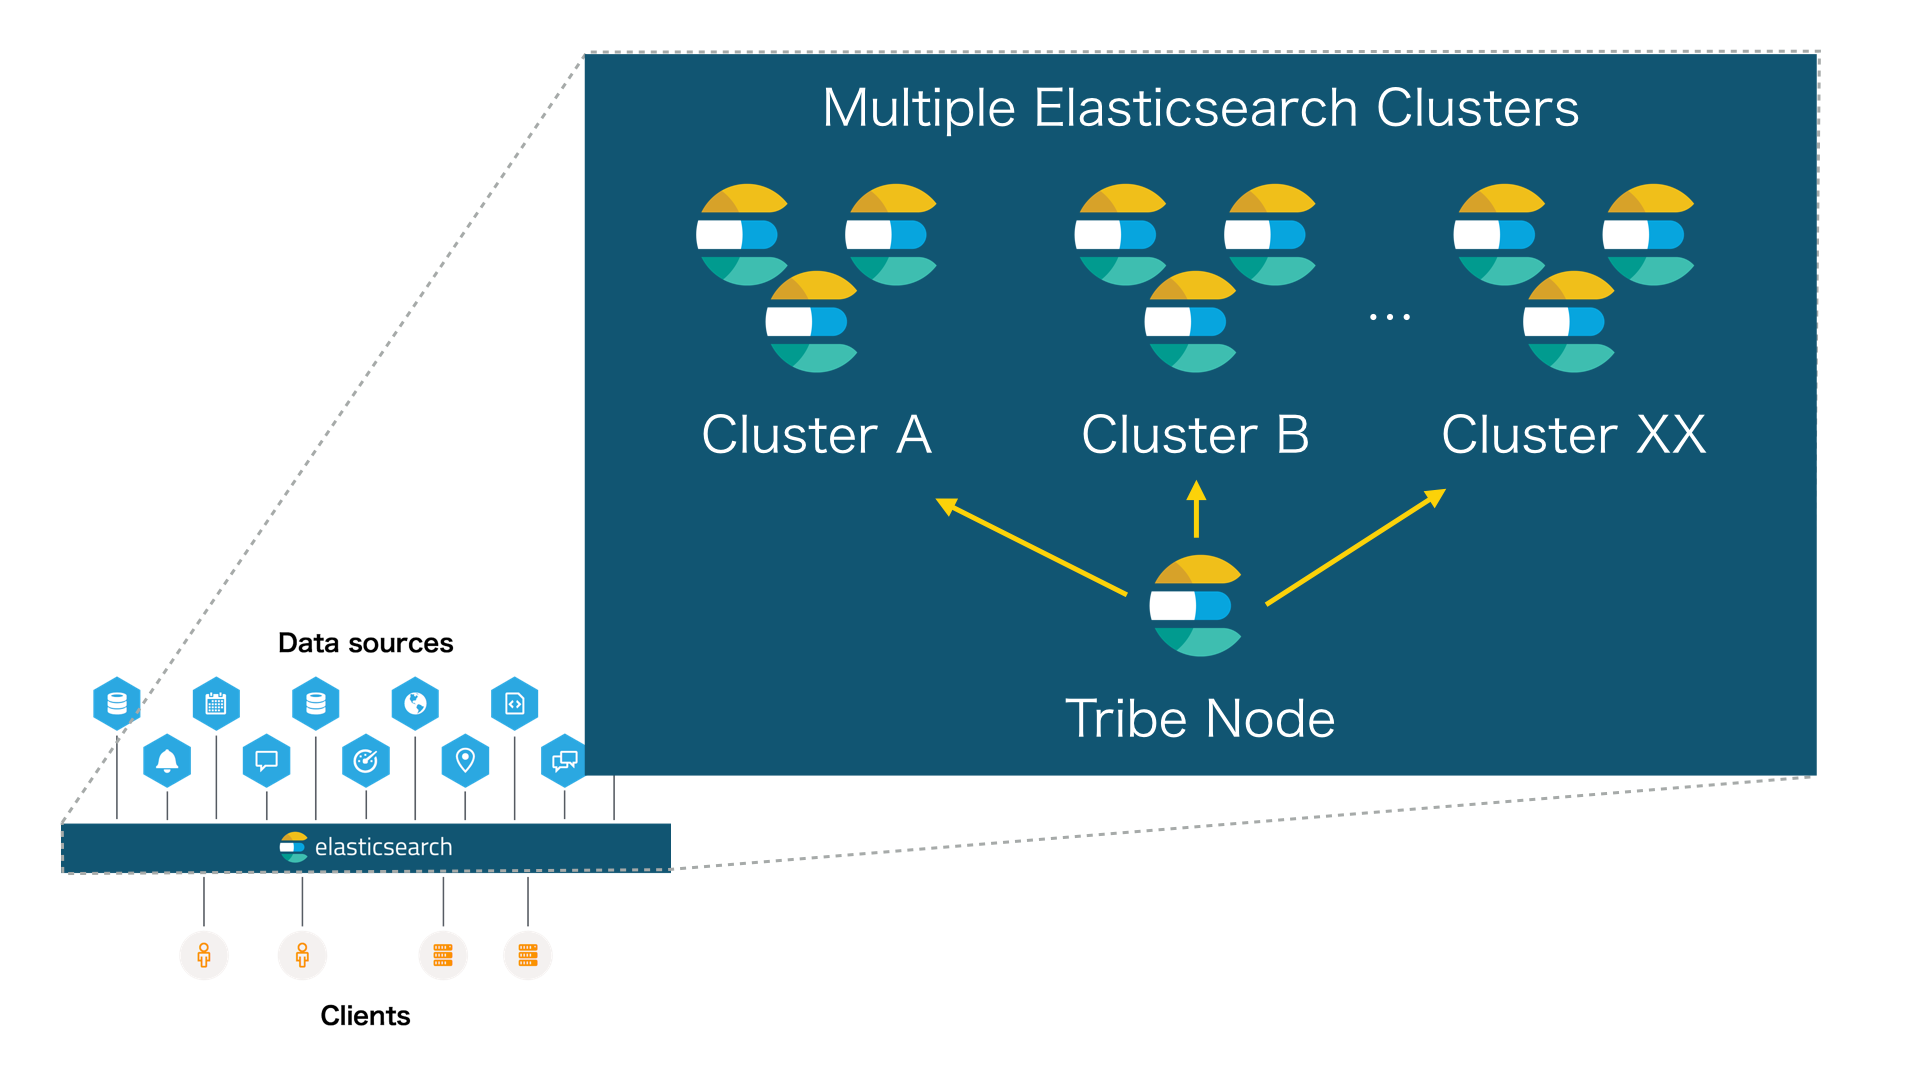 Multiple Elasticsearch Clusters
...
Cluster A
Cluster B
Cluster XX
Tribe Node
Data sources
elasticsearch
Clients